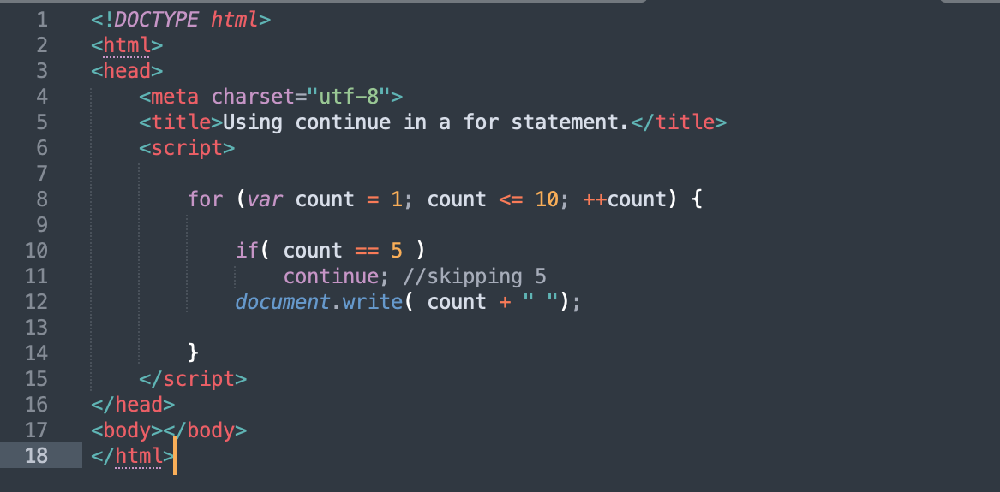 1 <!DOCTYPE html>
2 <html>
3 <head>
4     <meta charset="utf-8">
5     <title>Using continue in a for statement.</title>
6     <script>
7
8         for (var count = 1; count <= 10; ++count) {
9
10             if( count == 5 )
11                 continue; //skipping 5
12             document.write( count + " ");
13
14         }
15     </script>
16 </head>
17 <body></body>
18 </html>